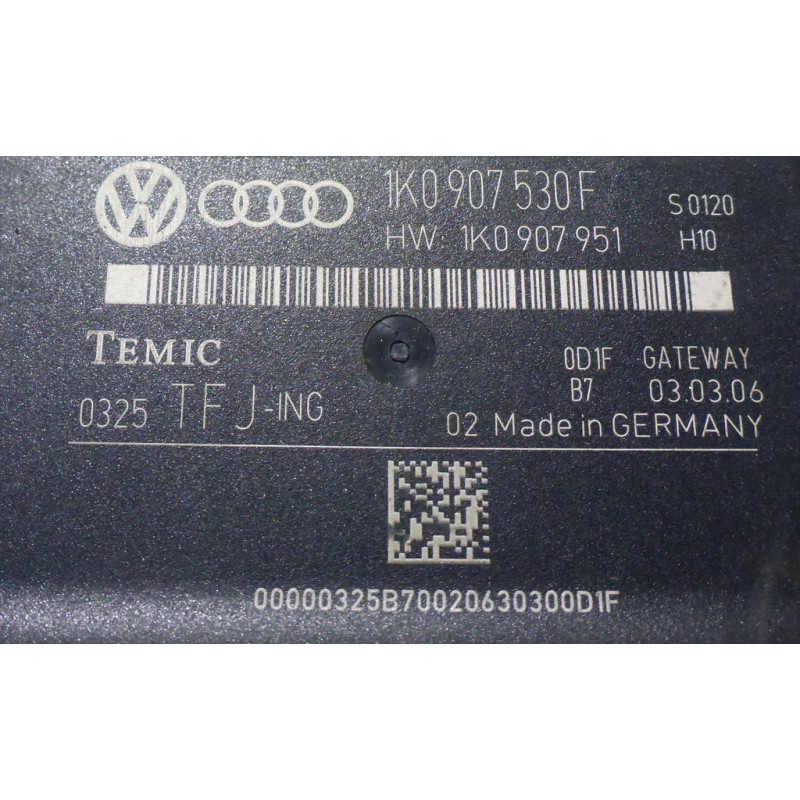 1K0 907 530 F S 0120
HW: 1K0 907 951 H10
TEMIC 0D1F GATEWAY
B7 03.03.06
0325 TFJ-ING
02 Made in GERMANY
00000325B70020630300D1F